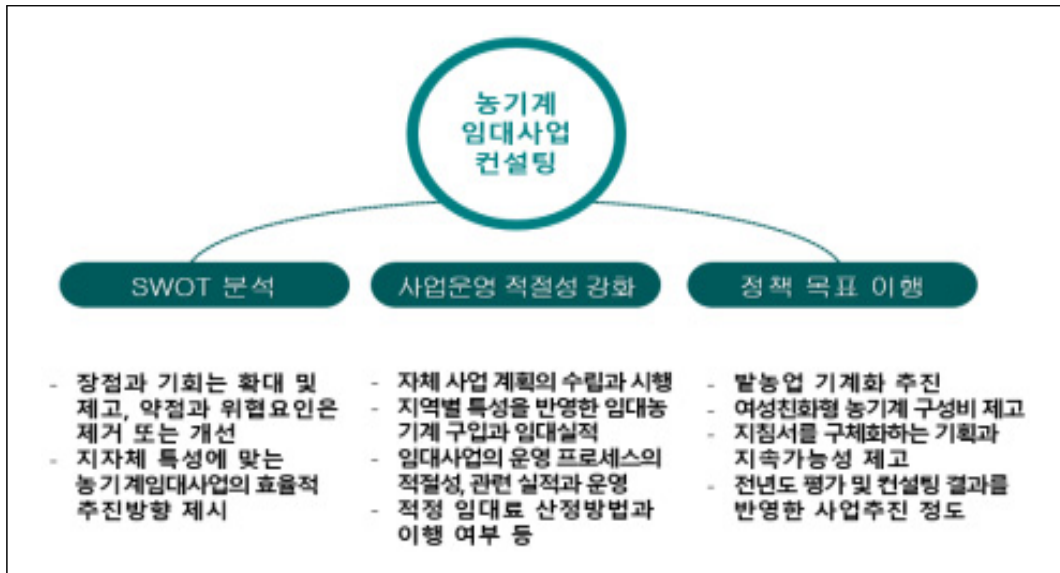 농기계
임대사업
컨설팅
SWOT 분석
- 장점과 기회는 확대 및
제고, 약점과 위협요인은
제거 또는 개선
- 지자체 특성에 맞는
농기계임대사업의 효율적
추진방향 제시
사업운영 적절성 강화
- 자체 사업 계획의 수립과 시행
- 지역별 특성을 반영한 임대농
기계 구입과 임대실적
- 임대사업의 운영 프로세스의
적절성, 관련 실적과 운영
- 적정 임대료 산정방법과
이행 여부 등
정책 목표 이행
- 밭농업 기계화 추진
- 여성친화형 농기계 구성비 제고
- 지침서를 구체화하는 기획과
지속가능성 제고
- 전년도 평가 및 컨설팅 결과를
반영한 사업추진 정도